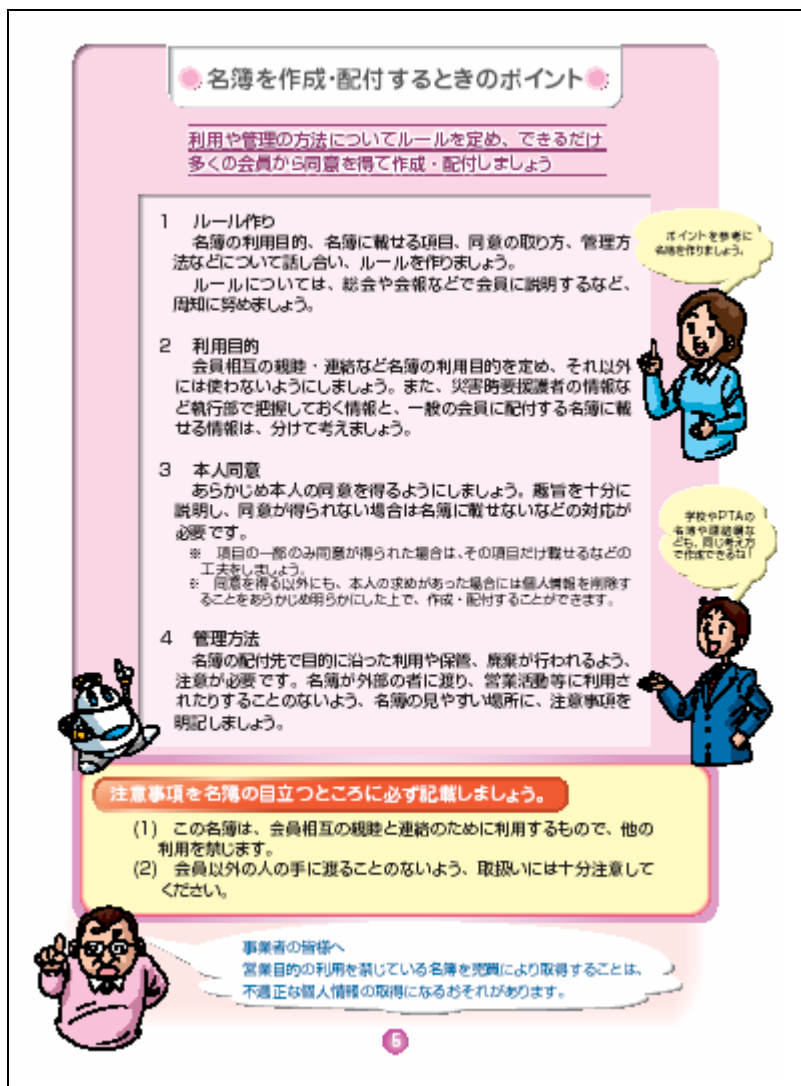 名簿を作成・配付するときのポイント
利用や管理の方法についてルールを定め、できるだけ
多くの会員から同意を得て作成・配付しましょう
1 ルール作り
名簿の利用目的、名簿に載せる項目、同意の取り方、管理方
法などについて話し合い、ルールを作りましょう。
ルールについては、総会や会報などで会員に説明するなど、
周知に努めましょう。
ポイントを参考に
名簿を作りましょう。
2 利用目的
会員相互の親睦・連絡など名簿の利用目的を定め、それ以外
には使わないようにしましょう。また、災害時要援護者の情報な
ど執行部で把握しておく情報と、一般の会員に配付する名簿に載
せる情報は、分けて考えましょう。
3 本人同意
あらかじめ本人の同意を得るようにしましょう。趣旨を十分に
説明し、同意が得られない場合は名簿に載せないなどの対応が
必要です。
※ 項目の一部のみ同意が得られた場合は、その項目だけ載せるなどの
工夫をしましょう。
※ 同意を得る以外にも、本人の求めがあった場合には個人情報を削除す
ることをあらかじめ明らかにした上で、作成・配付することができます。
学校やPTAの
名簿や連絡網な
ども、同じ考え方
で作成できるね!
4 管理方法
名簿の配付先で目的に沿った利用や保管、廃棄が行われるよう、
注意が必要です。名簿が外部の者に渡り、営業活動等に利用さ
れたりすることのないよう、名簿の見やすい場所に、注意事項を
明記しましょう。
注意事項を名簿の目立つところに必ず記載しましょう。
(1) この名簿は、会員相互の親睦と連絡のために利用するもので、他の
利用を禁じます。
(2) 会員以外の人の手に渡ることのないよう、取扱いには十分注意して
ください。
事業者の皆様へ
営業目的の利用を禁じている名簿を売買により取得することは、
不適正な個人情報の取得になるおそれがあります。